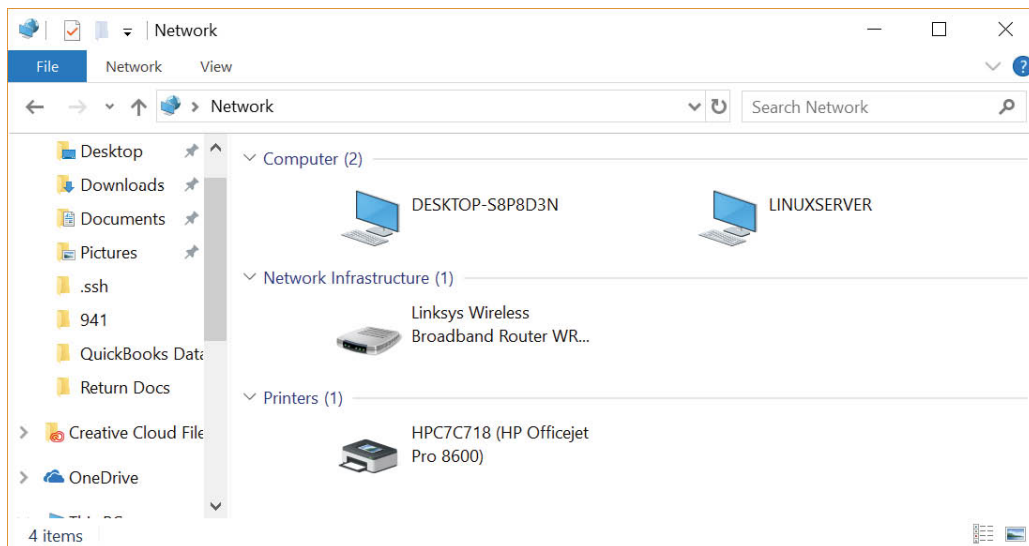 Network
File Network View
Network
Search Network
Desktop
Downloads
Documents
Pictures
.ssh
941
QuickBooks Data
Return Docs
Creative Cloud File
OneDrive
Computer (2)
DESKTOP-S8P8D3N
LINUXSERVER
Network Infrastructure (1)
Linksys Wireless
Broadband Router WR...
Printers (1)
HPC7C718 (HP Officejet
Pro 8600)
4 items